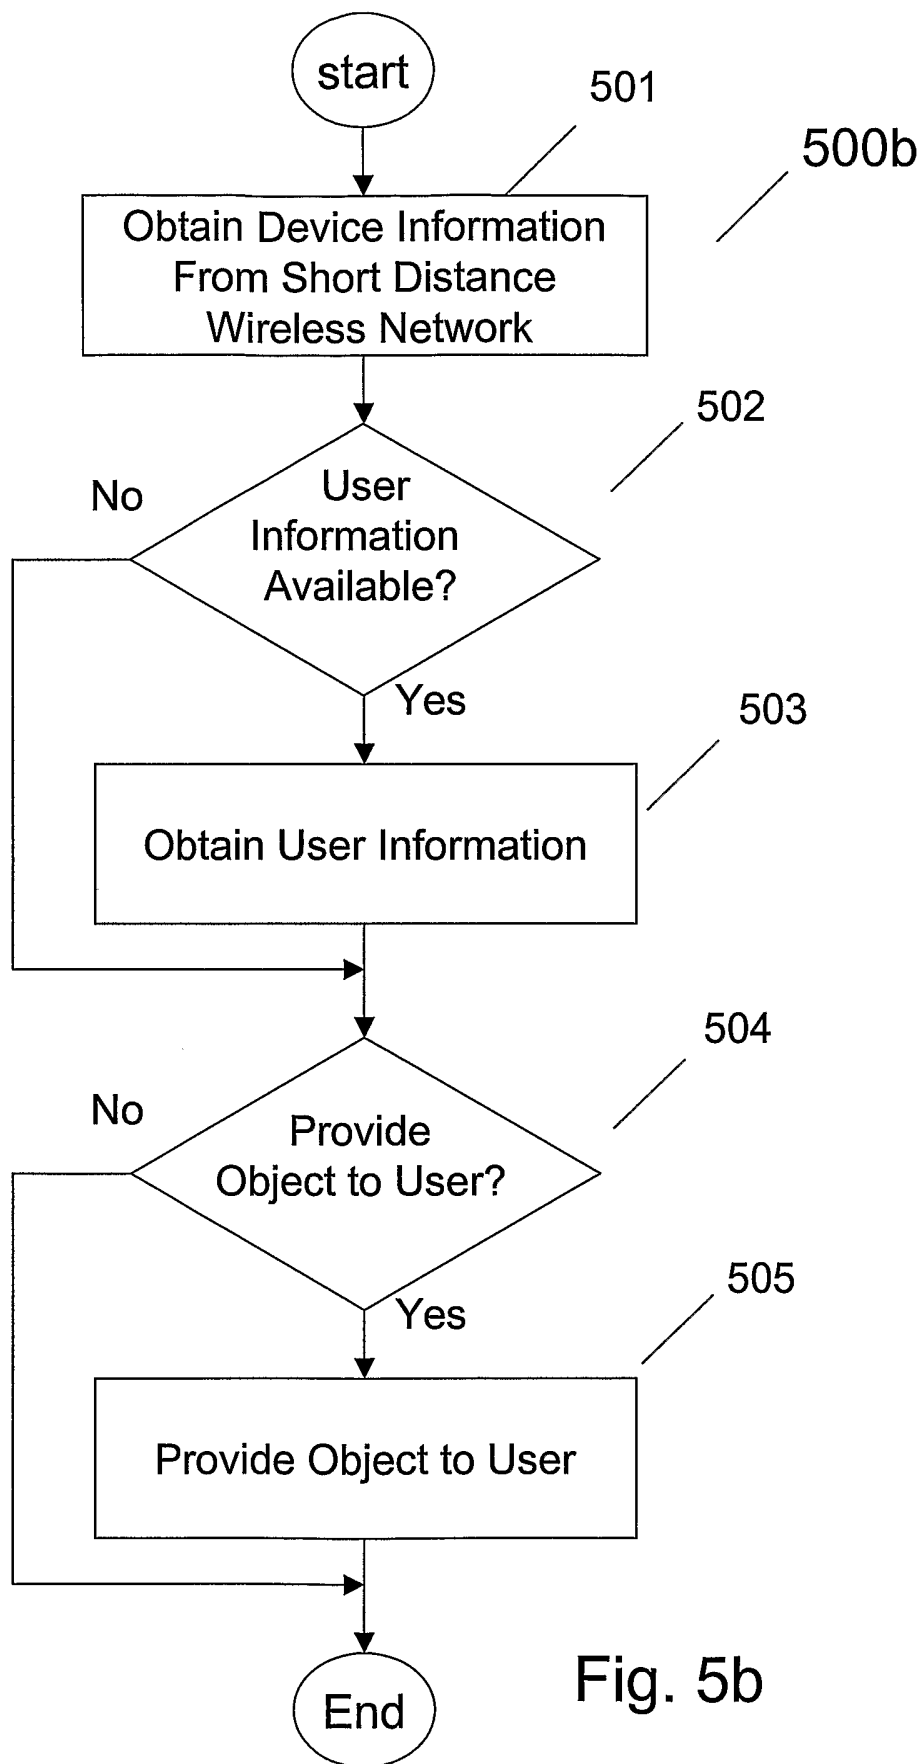 start
501
500b
Obtain Device Information
From Short Distance
Wireless Network
502
No
User
Information
Available?
Yes
503
Obtain User Information
504
No
Provide
Object to User?
505
Yes
Provide Object to User
End
Fig. 5b